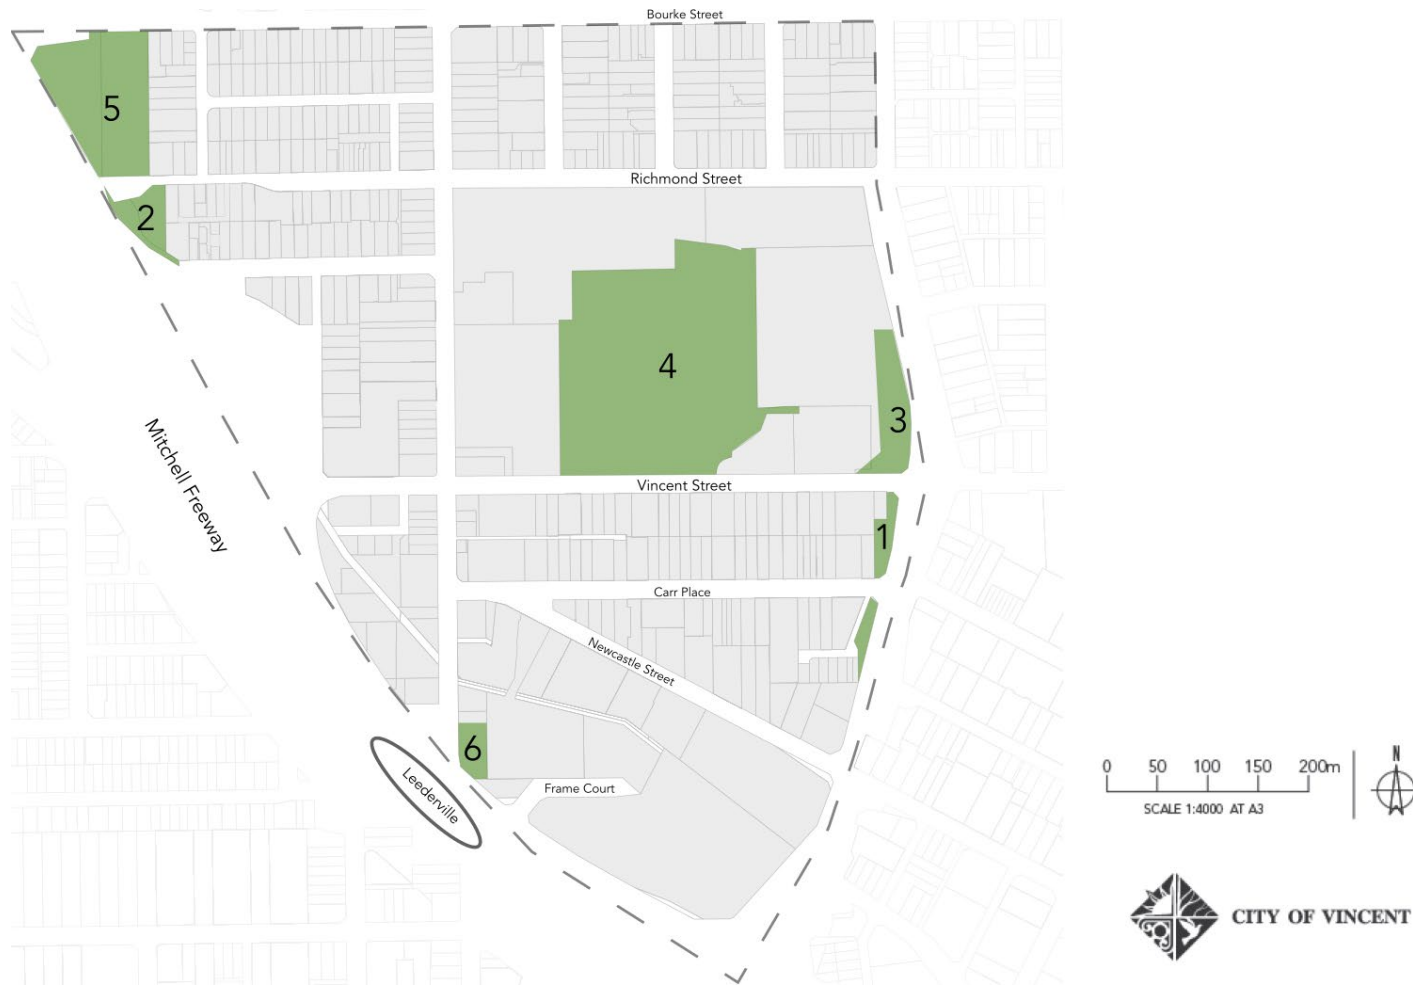 Bourke Street
5
Richmond Street
2
4
3
Mitchell Freeway
Vincent Street
1
Carr Place
Newcastle Street
6
Leederville
Frame Court
0 50 100 150 200m
SCALE 1:4000 AT A3
N
CITY OF VINCENT